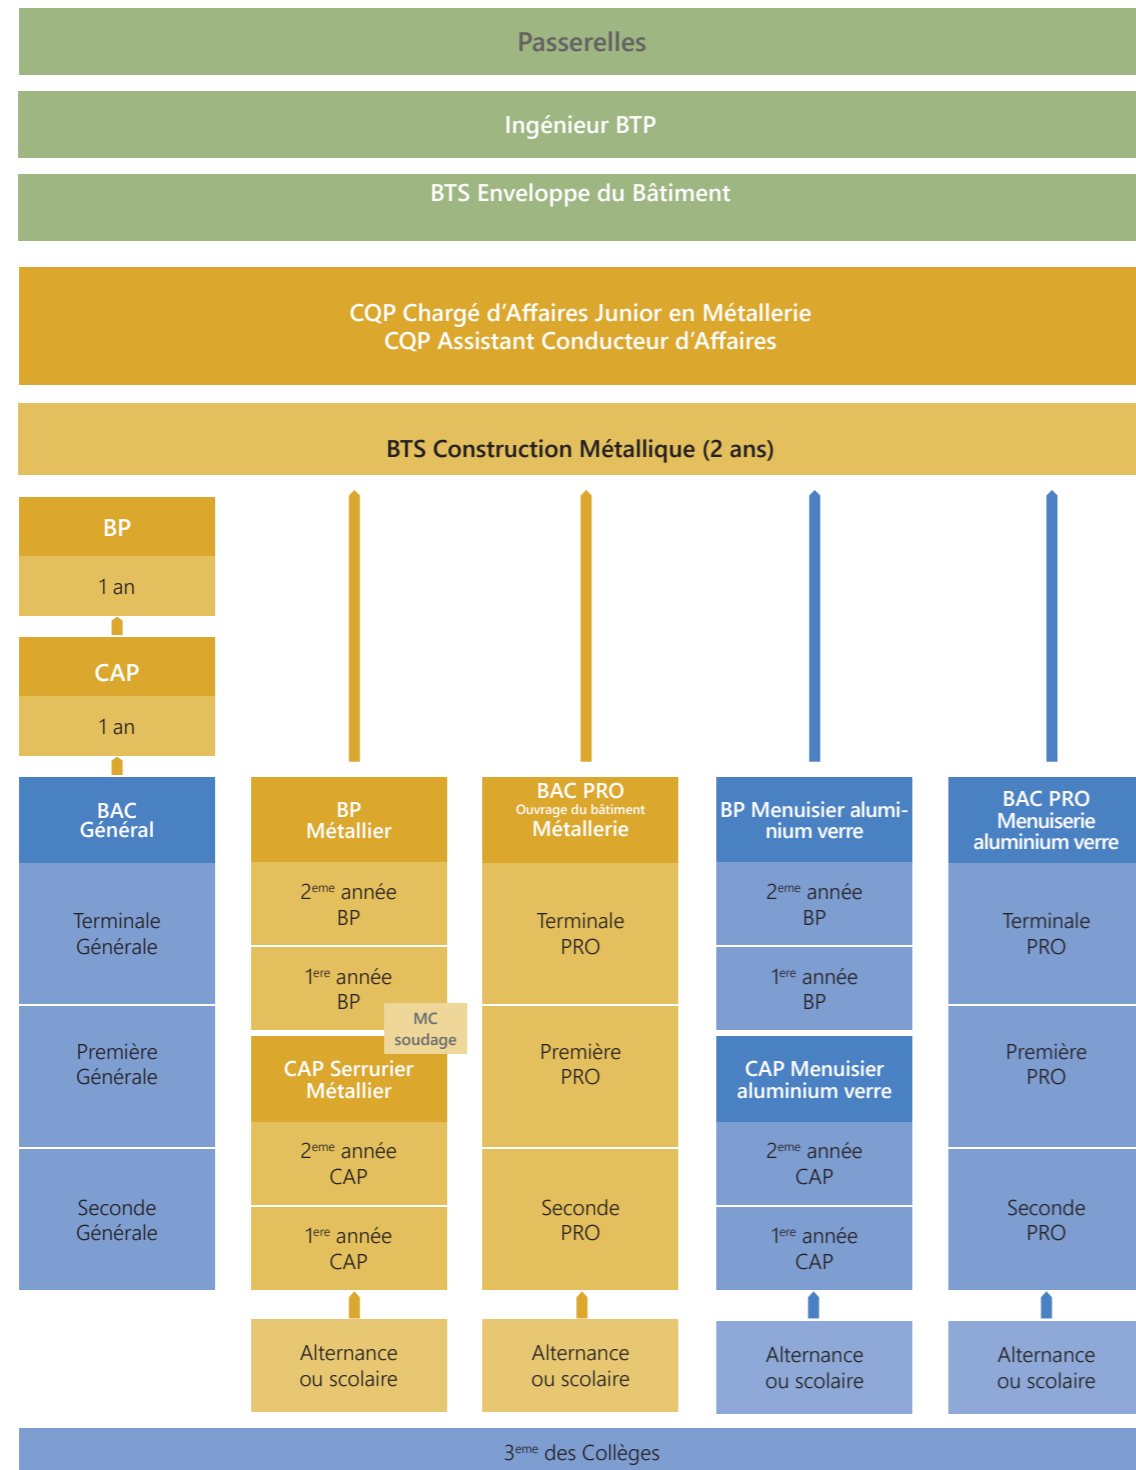 Passerelles
Ingénieur BTP
BTS Enveloppe du Bâtiment
CQP Chargé d'Affaires Junior en Métallerie
CQP Assistant Conducteur d'Affaires
BTS Construction Métallique (2 ans)
BP
1 an
CAP
1 an
BAC
Général
Terminale
Générale
Première
Générale
Seconde
Générale
BP
Métallier
2eme année
BP
1ere année
BP
MC
soudage
CAP Serrurier
Métallier
2eme année
CAP
1ere année
CAP
Alternance
ou scolaire
BAC PRO
Ouvrage du bâtiment
Métallerie
Terminale
PRO
Première
PRO
Seconde
PRO
Alternance
ou scolaire
BP Menuisier alumi-
nium verre
2eme année
BP
1ere année
BP
CAP Menuisier
aluminium verre
2eme année
CAP
1ere année
CAP
Alternance
ou scolaire
BAC PRO
Menuiserie
aluminium verre
Terminale
PRO
Première
PRO
Seconde
PRO
Alternance
ou scolaire
3eme des Collèges